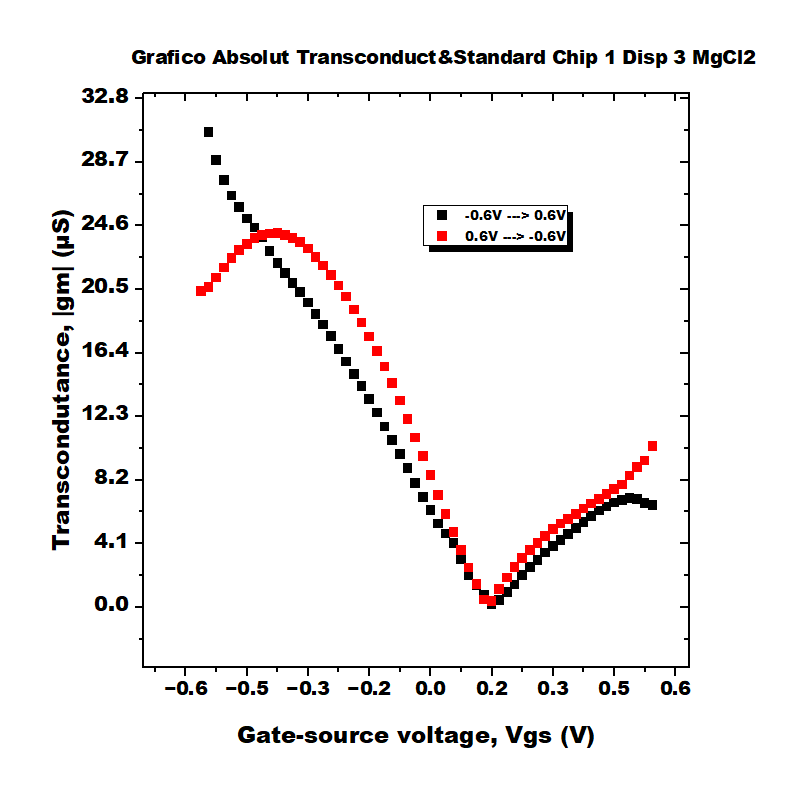 Grafico Absolut Transconduct&Standard Chip 1 Disp 3 MgCl2
32.8
28.7
24.6
20.5
16.4
12.3
8.2
4.1
0.0
Transcondutance, |gm| (µS)
-0.6V ---> 0.6V
0.6V ---> -0.6V
−0.6 −0.5 −0.3 −0.2 0.0 0.2 0.3 0.5 0.6
Gate-source voltage, Vgs (V)